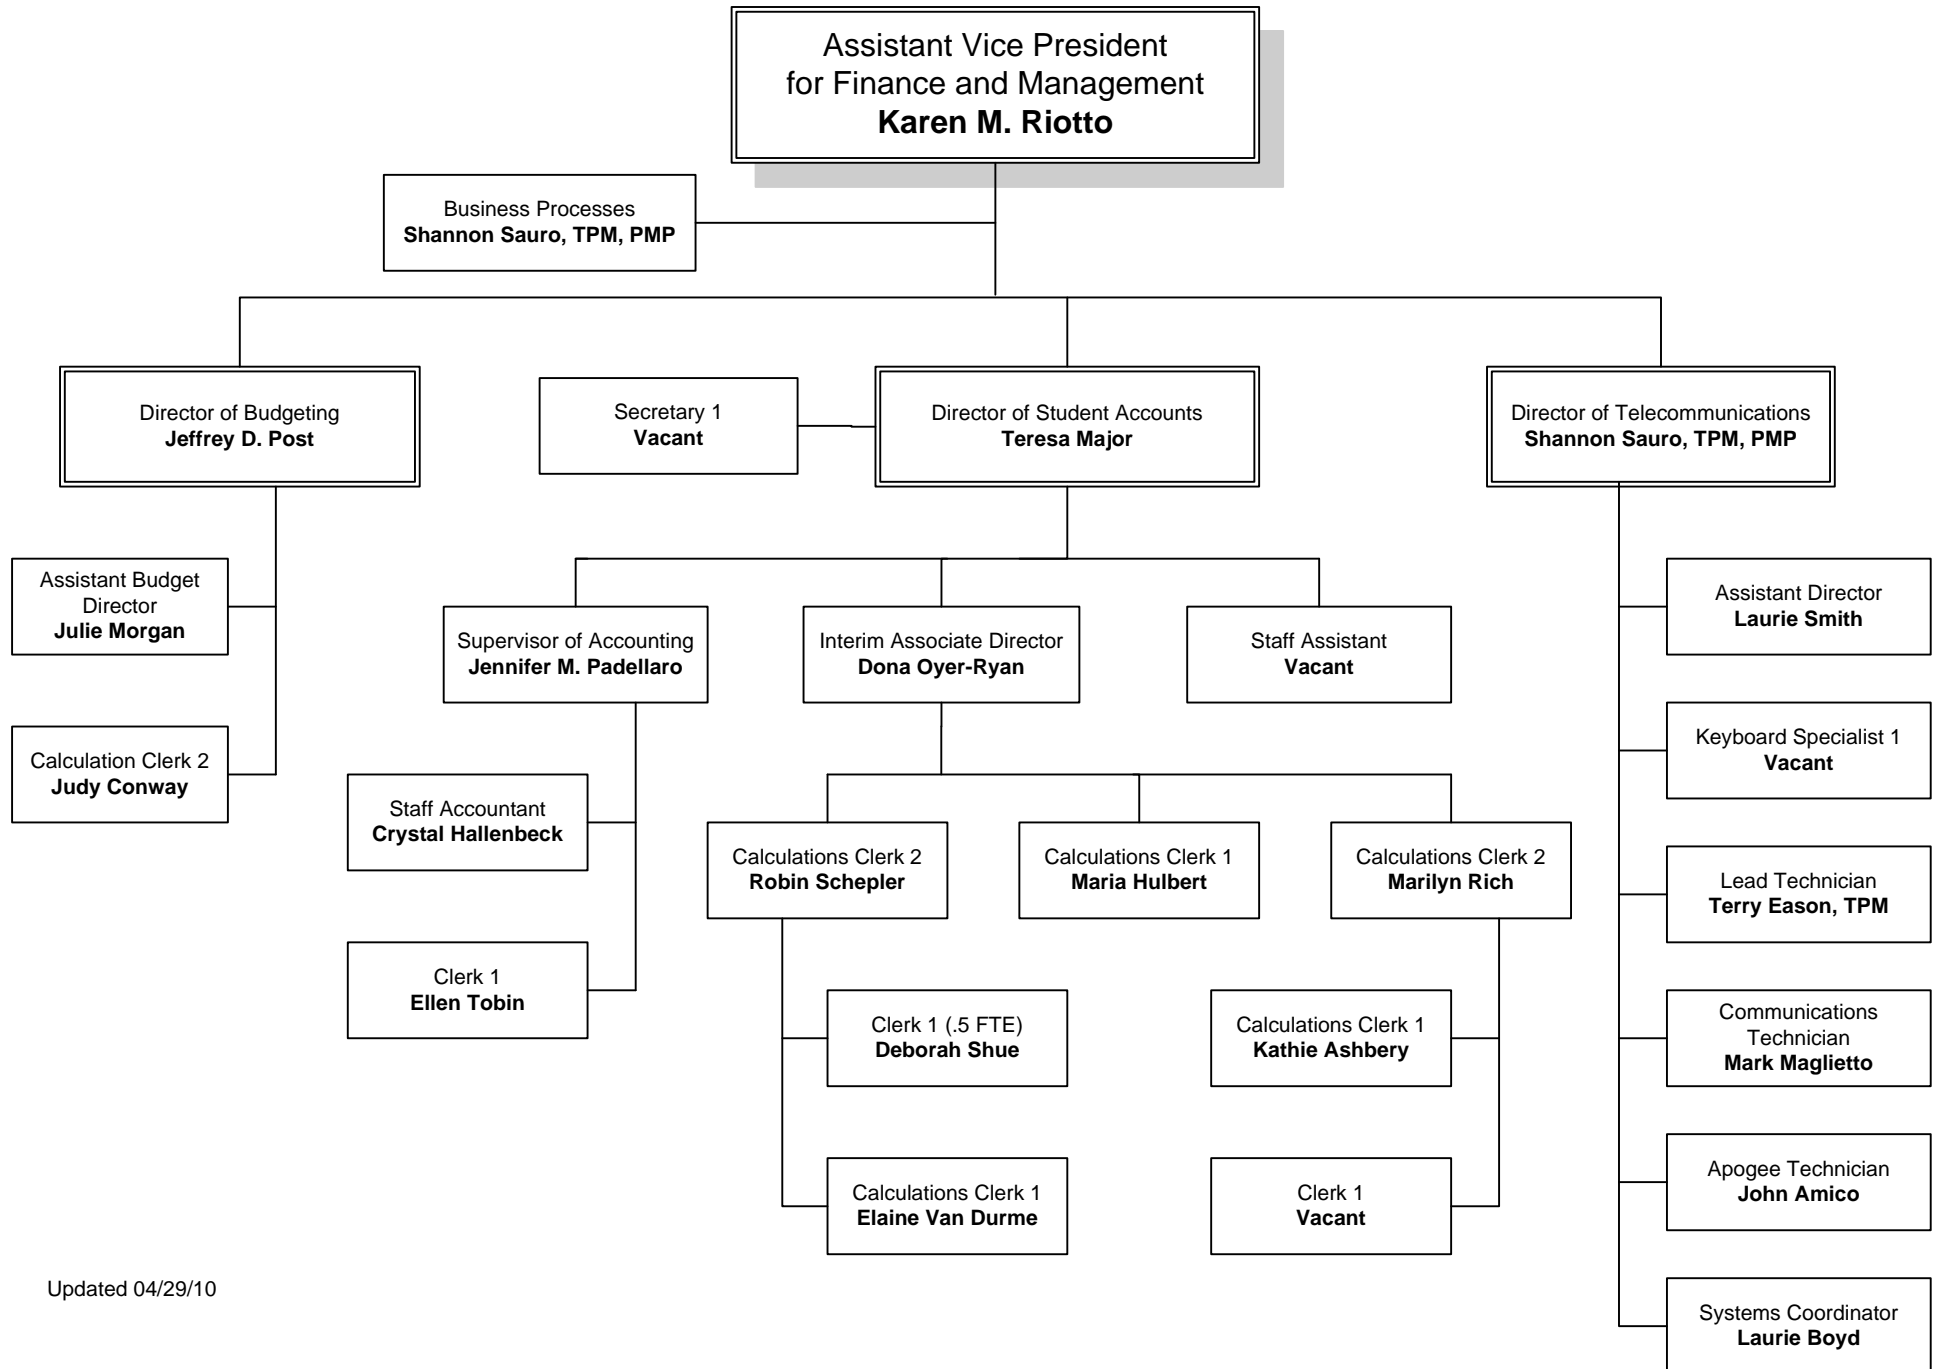 Assistant Vice President
for Finance and Management
Karen M. Riotto
Business Processes
Shannon Sauro, TPM, PMP
Director of Budgeting
Jeffrey D. Post
Secretary 1
Vacant
Director of Student Accounts
Teresa Major
Director of Telecommunications
Shannon Sauro, TPM, PMP
Assistant Budget
Director
Julie Morgan
Calculation Clerk 2
Judy Conway
Supervisor of Accounting
Jennifer M. Padellaro
Interim Associate Director
Dona Oyer-Ryan
Staff Assistant
Vacant
Staff Accountant
Crystal Hallenbeck
Clerk 1
Ellen Tobin
Calculations Clerk 2
Robin Schepler
Calculations Clerk 1
Maria Hulbert
Calculations Clerk 2
Marilyn Rich
Clerk 1 (.5 FTE)
Deborah Shue
Calculations Clerk 1
Elaine Van Durme
Calculations Clerk 1
Kathie Ashbery
Clerk 1
Vacant
Assistant Director
Laurie Smith
Keyboard Specialist 1
Vacant
Lead Technician
Terry Eason, TPM
Communications
Technician
Mark Maglietto
Apogee Technician
John Amico
Systems Coordinator
Laurie Boyd
Updated 04/29/10